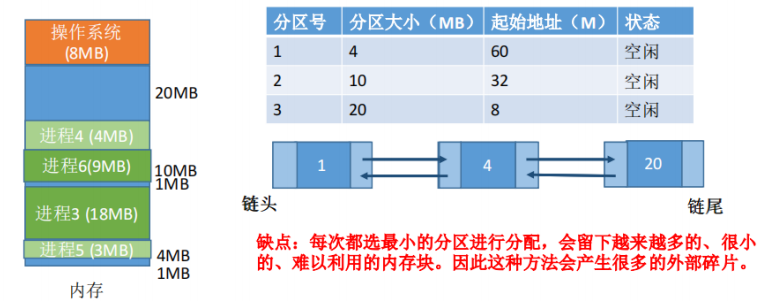 操作系统
(8MB)
20MB
进程4 (4MB)
进程6(9MB)
10MB
1MB
进程3 (18MB)
进程5 (3MB)
4MB
1MB
内存
分区号 分区大小（MB） 起始地址（M） 状态
1 4 60 空闲
2 10 32 空闲
3 20 8 空闲
1 4 20
链头
链尾
缺点：每次都选最小的分区进行分配，会留下越来越多的、很小
的、难以利用的内存块。因此这种方法会产生很多的外部碎片。